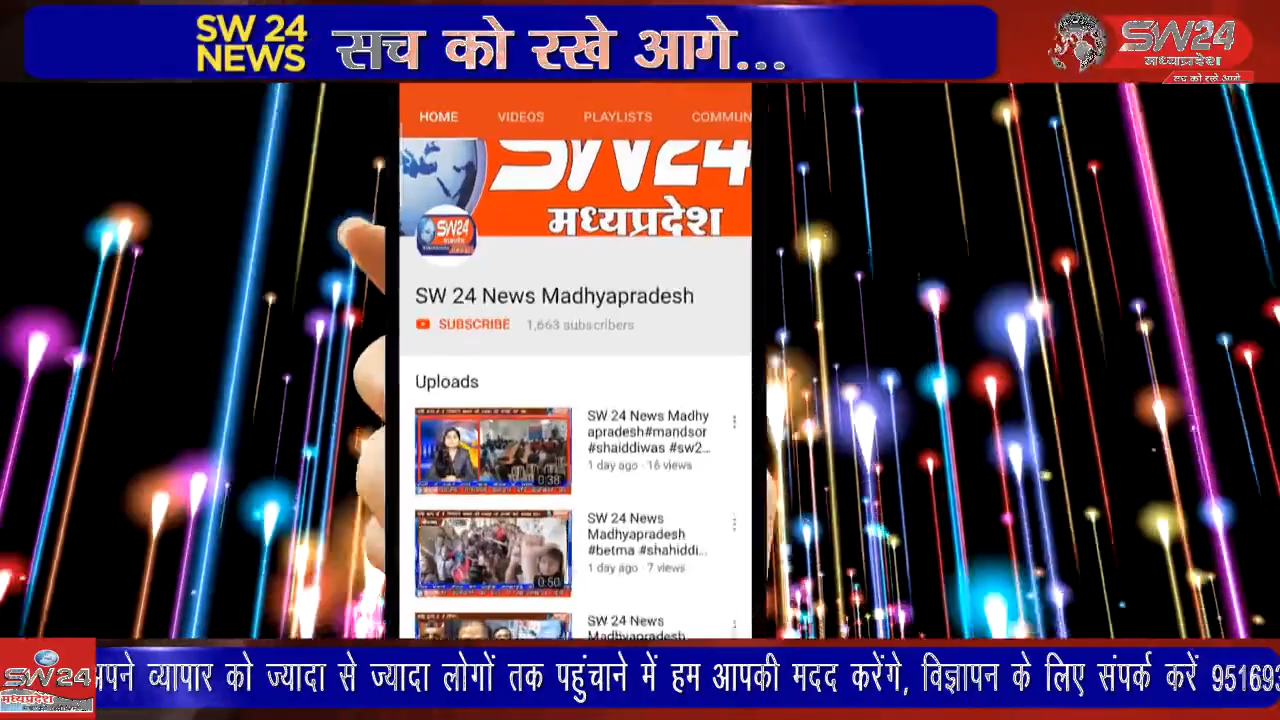 SW 24
NEWS
सच को रखे आगे...
SW24
मध्यप्रदेश
सच को रखे आगे
HOME VIDEOS PLAYLISTS COMMUN
SW24
मध्यप्रदेश
SW24
SW 24 News Madhyapradesh
SUBSCRIBE 1,663 subscribers
Uploads
SW 24 News Madhy
apradesh#mandsor
#shaiddiwas #sw2...
1 day ago · 16 views
0:38
SW 24 News
Madhyapradesh
#betma #shahiddi...
1 day ago · 7 views
0:50
SW 24 News
Madhyapradesh
SW24
मध्यप्रदेश
अपने व्यापार को ज्यादा से ज्यादा लोगों तक पहुंचाने में हम आपकी मदद करेंगे, विज्ञापन के लिए संपर्क करें 951693